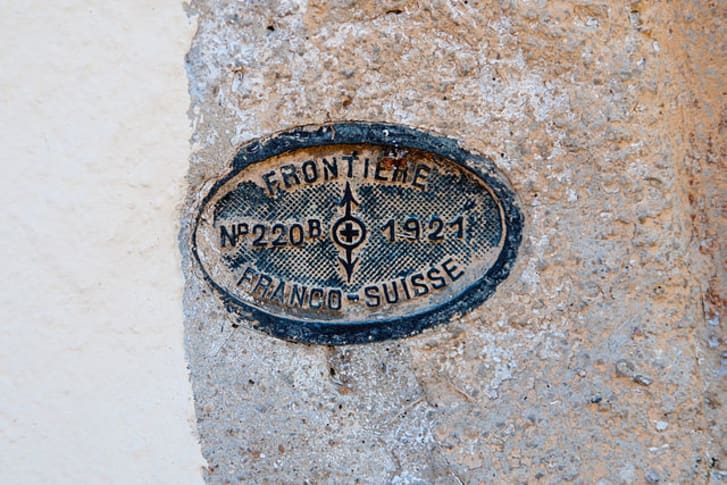 FRONTIERE
Nº 220B 1921
FRANCO-SUISSE